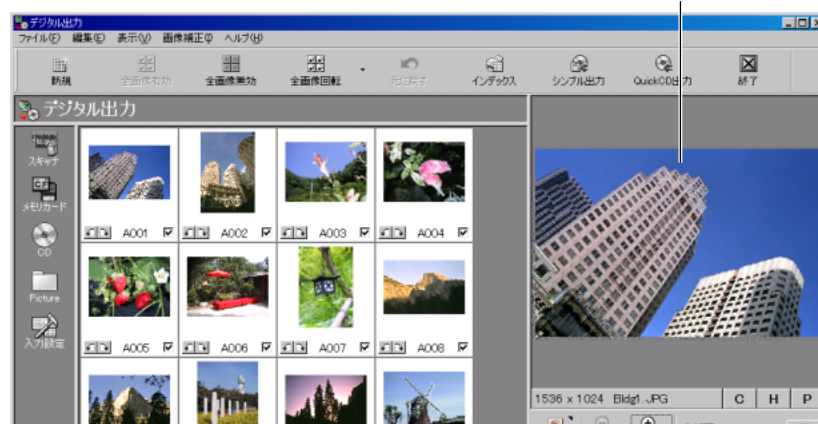 デジタル出力
ファイル(F) 編集(E) 表示(V) 画像補正(I) ヘルプ(H)
新規 全画像有効 全画像無効 全画像回転 元に戻す インデックス シンプル出力 QuickCD出力 終了
デジタル出力
スキャナ
メモリカード
CD
Picture
入力設定
A001 A002 A003 A004
A005 A006 A007 A008
1536 x 1024 Bldg1.JPG C H P